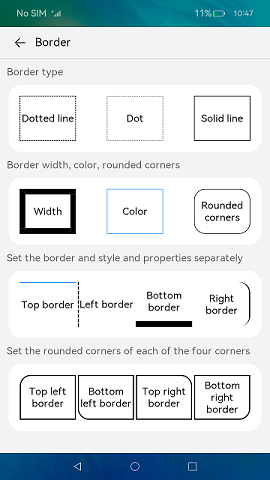 No SIM 11% 10:47
Border
Border type
Dotted line Dot Solid line
Border width, color, rounded corners
Width Color Rounded
corners
Set the border and style and properties separately
Top border Left border Bottom
border Right
border
Set the rounded corners of each of the four corners
Top left
border Bottom
left border Top right
border Bottom
right
border